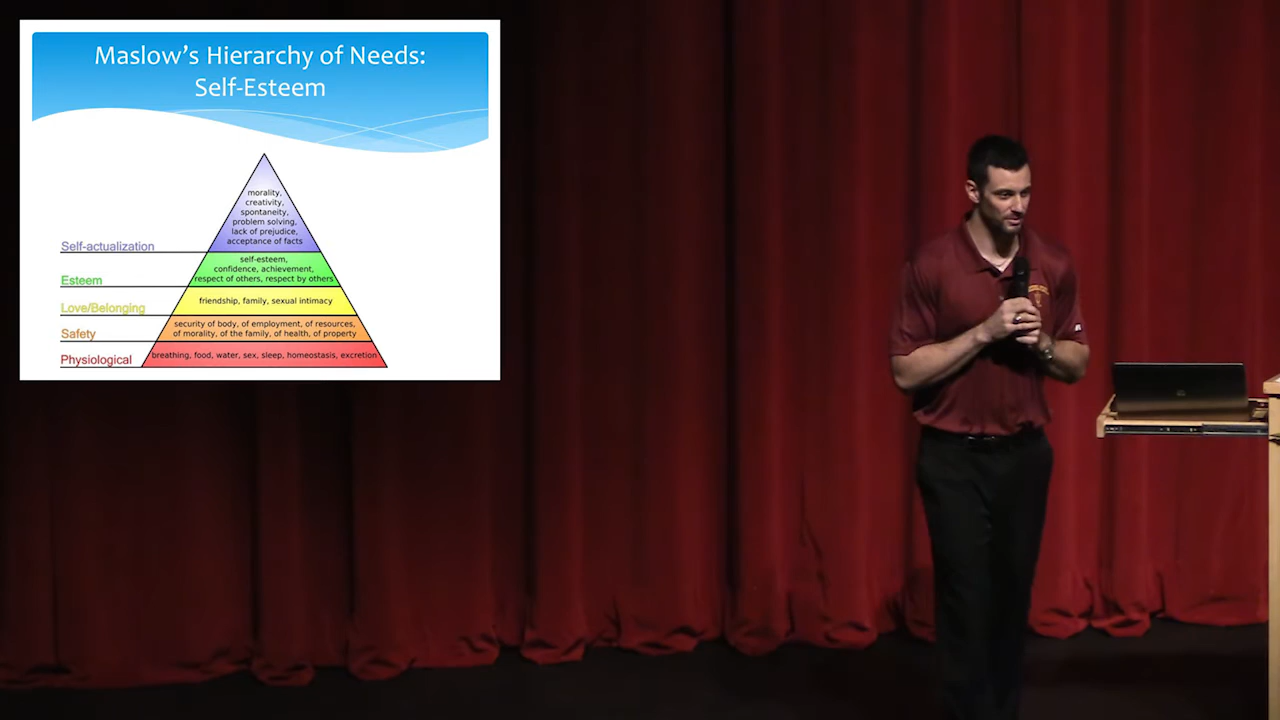 Maslow's Hierarchy of Needs:
Self-Esteem
morality,
creativity,
spontaneity,
problem solving,
lack of prejudice,
acceptance of facts
Self-actualization
self-esteem,
confidence, achievement,
respect of others, respect by others
Esteem
friendship, family, sexual intimacy
Love/Belonging
security of body, of employment, of resources,
of morality, of the family, of health, of property
Safety
breathing, food, water, sex, sleep, homeostasis, excretion
Physiological